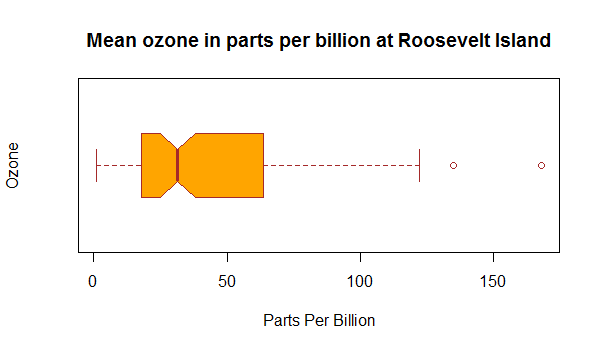 Mean ozone in parts per billion at Roosevelt Island
Ozone
0 50 100 150
Parts Per Billion